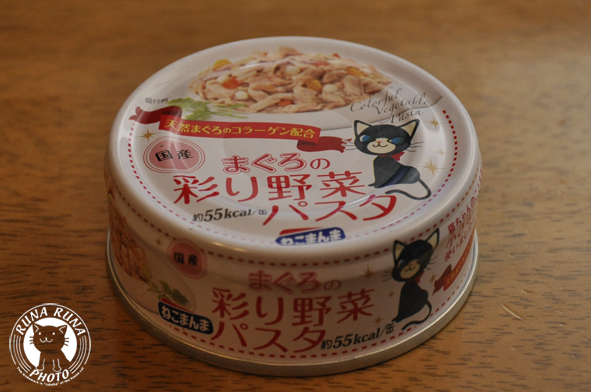 盛付例
Colorful
Vegetable
Pasta
天然まぐろのコラーゲン配合
国産
まぐろの
彩り野菜
パスタ
約55kcal/缶
ねこまんま
国産
まぐろの
彩り野菜
パスタ
約55kcal/缶
ねこまんま
RUNA RUNA
PHOTO